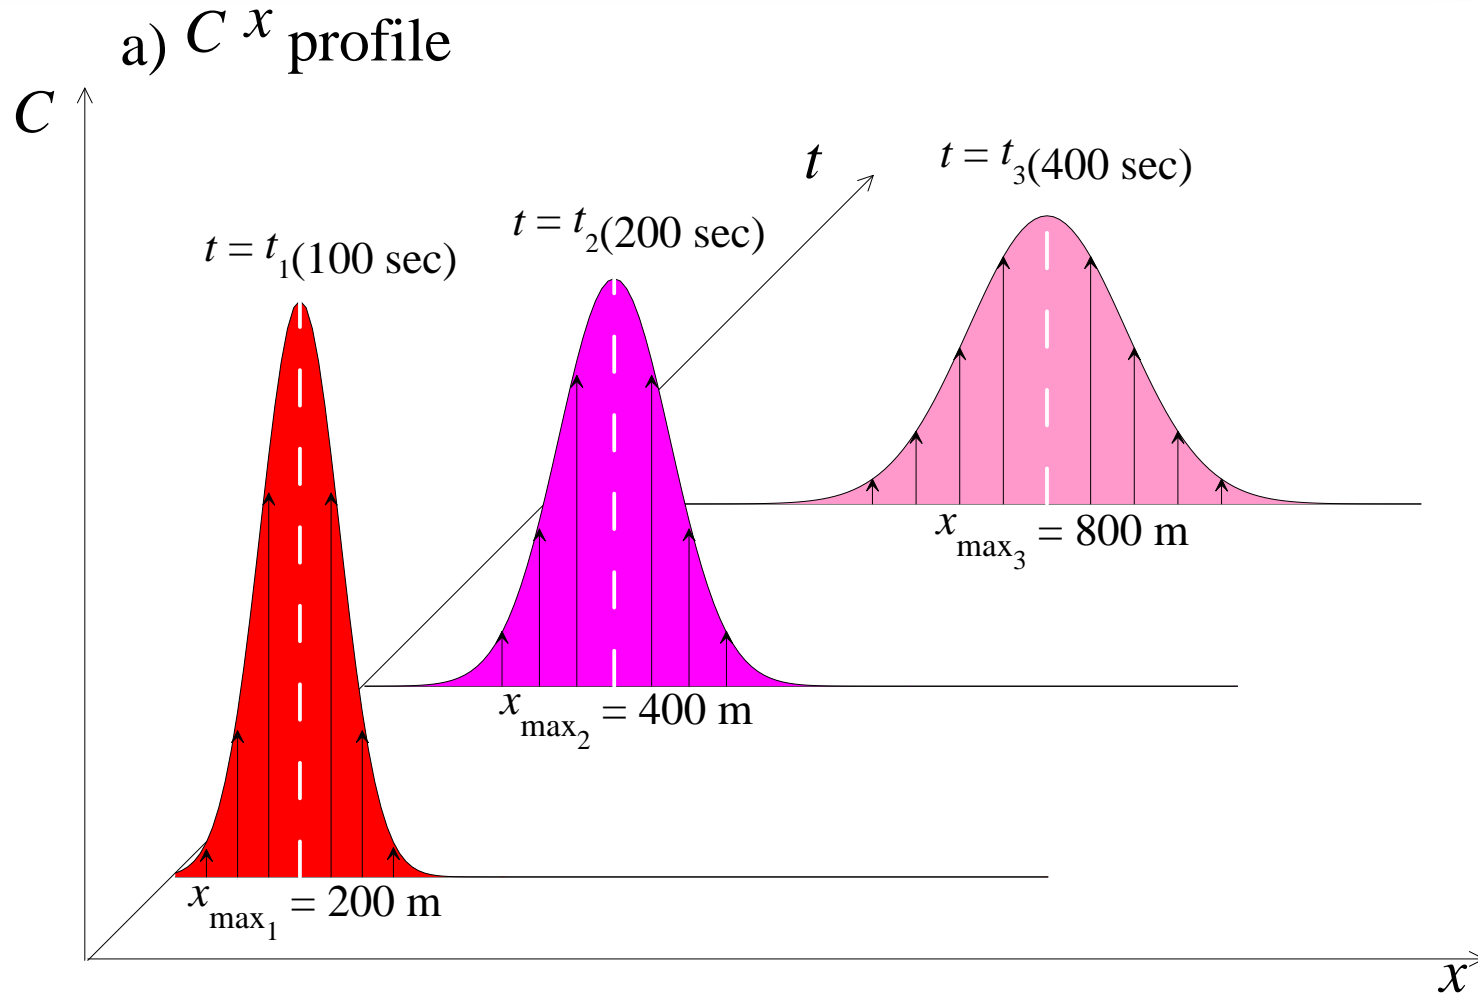 a) C x profile
C
t
t = t3(400 sec)
t = t2(200 sec)
t = t1(100 sec)
xmax3 = 800 m
xmax2 = 400 m
xmax1 = 200 m
x